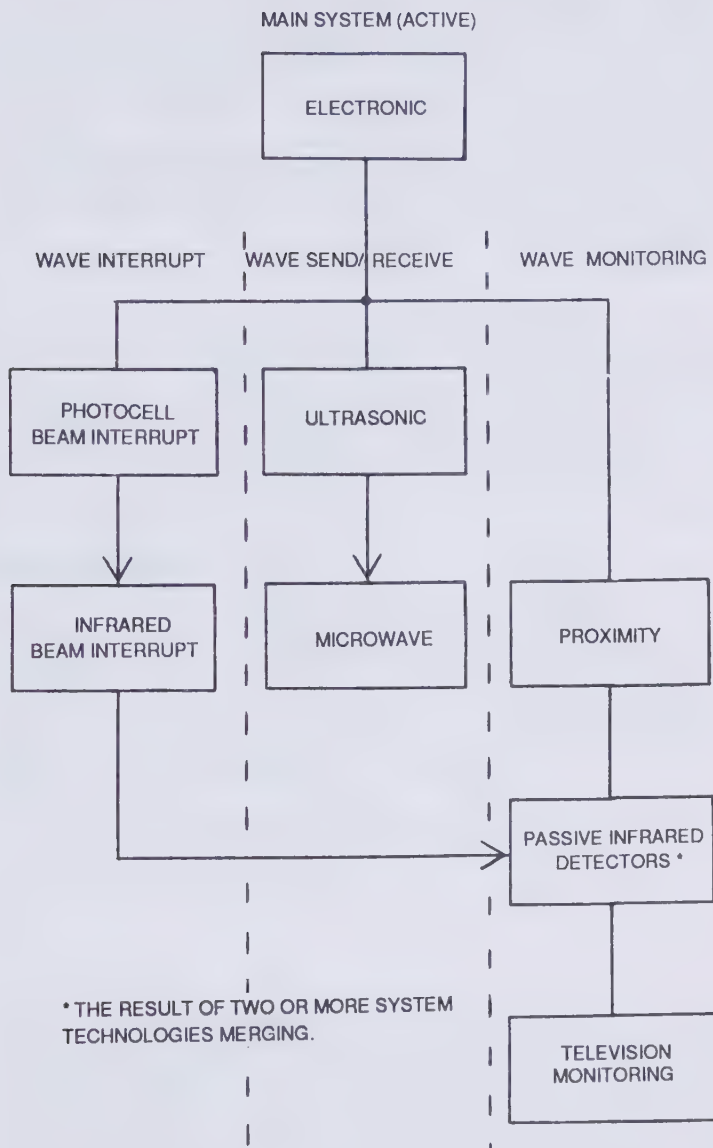 MAIN SYSTEM (ACTIVE)
ELECTRONIC
WAVE INTERRUPT
WAVE SEND/ RECEIVE
WAVE MONITORING
PHOTOCELL
BEAM INTERRUPT
ULTRASONIC
INFRARED
BEAM INTERRUPT
MICROWAVE
PROXIMITY
PASSIVE INFRARED
DETECTORS *
* THE RESULT OF TWO OR MORE SYSTEM
TECHNOLOGIES MERGING.
TELEVISION
MONITORING